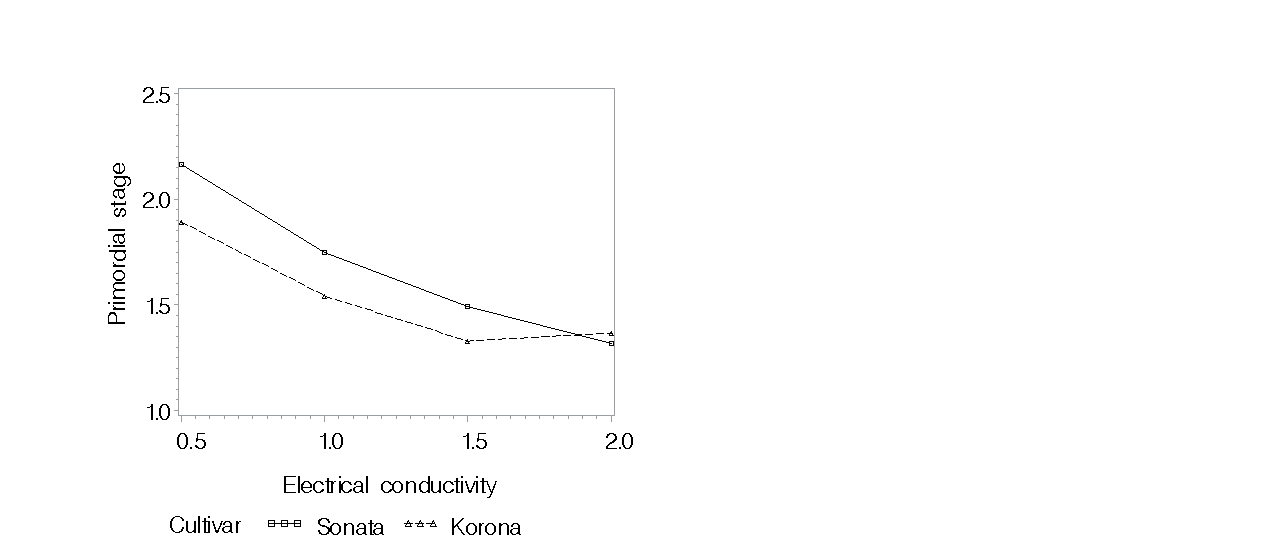 2.5
2.0
1.5
1.0
Primordial stage
0.5 1.0 1.5 2.0
Electrical conductivity
Cultivar Sonata Korona